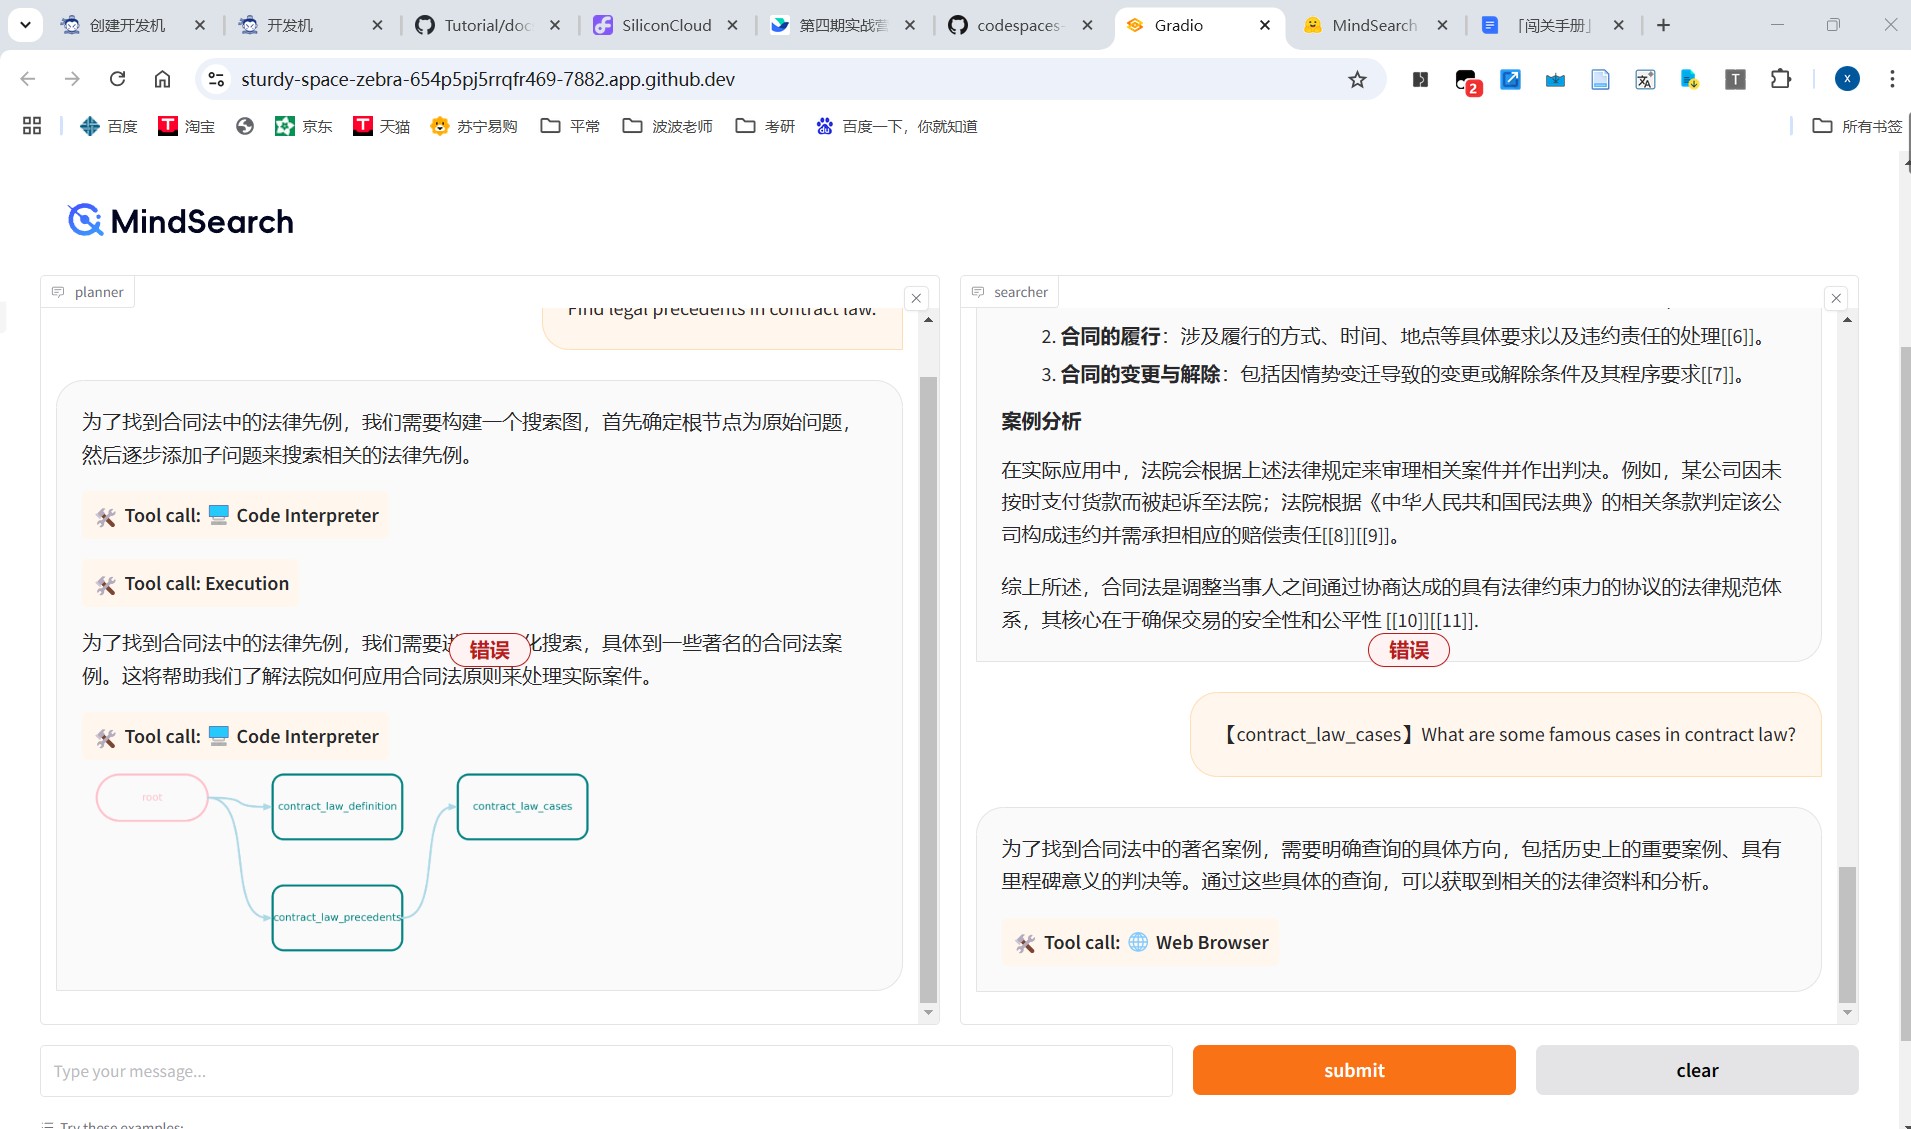 创建开发机
开发机
Tutorial/doc
SiliconCloud
第四期实战营
codespaces-
Gradio
MindSearch
「闯关手册」
sturdy-space-zebra-654p5pj5rrqfr469-7882.app.github.dev
2
T
x
百度
淘宝
京东
天猫
苏宁易购
平常
波波老师
考研
百度一下，你就知道
所有书签
MindSearch
planner
Find legal precedents in contract law.
为了找到合同法中的法律先例，我们需要构建一个搜索图，首先确定根节点为原始问题，
然后逐步添加子问题来搜索相关的法律先例。
Tool call: Code Interpreter
Tool call: Execution
为了找到合同法中的法律先例，我们需要进 化搜索，具体到一些著名的合同法案
错误
例。这将帮助我们了解法院如何应用合同法原则来处理实际案件。
Tool call: Code Interpreter
root
contract_law_definition
contract_law_cases
contract_law_precedents
searcher
2. 合同的履行：涉及履行的方式、时间、地点等具体要求以及违约责任的处理[[6]]。
3. 合同的变更与解除：包括因情势变迁导致的变更或解除条件及其程序要求[[7]]。
案例分析
在实际应用中，法院会根据上述法律规定来审理相关案件并作出判决。例如，某公司因未
按时支付货款而被起诉至法院；法院根据《中华人民共和国民法典》的相关条款判定该公
司构成违约并需承担相应的赔偿责任[[8]][[9]]。
综上所述，合同法是调整当事人之间通过协商达成的具有法律约束力的协议的法律规范体
系，其核心在于确保交易的安全性和公平性 [[10]][[11]].
错误
【contract_law_cases】What are some famous cases in contract law?
为了找到合同法中的著名案例，需要明确查询的具体方向，包括历史上的重要案例、具有
里程碑意义的判决等。通过这些具体的查询，可以获取到相关的法律资料和分析。
Tool call: Web Browser
Type your message...
submit
clear
Try these examples: